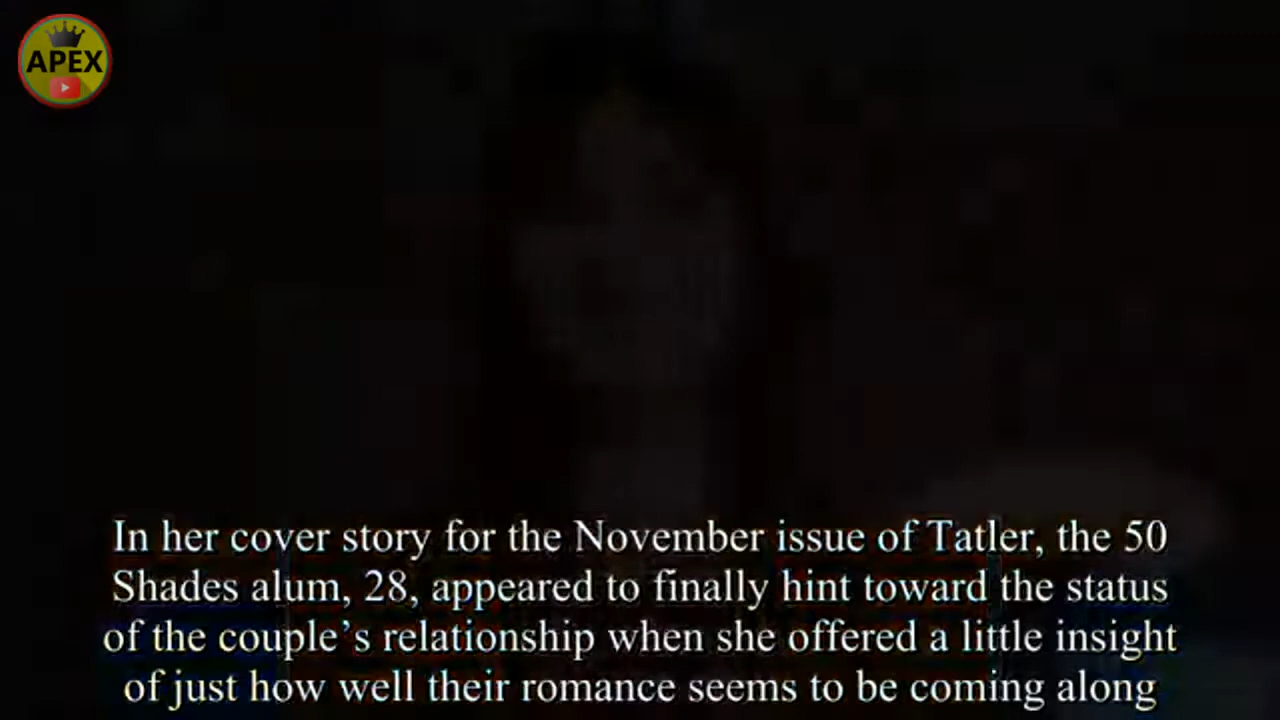 APEX
In her cover story for the November issue of Tatler, the 50
Shades alum, 28, appeared to finally hint toward the status
of the couple’s relationship when she offered a little insight
of just how well their romance seems to be coming along